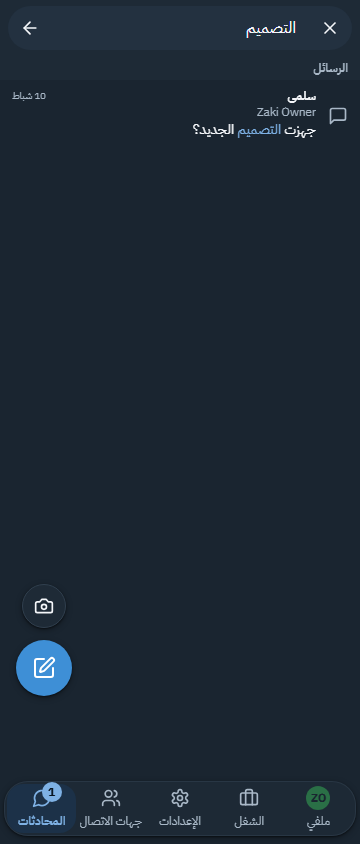 التصميم
الرسائل
سلمى
10 شباط
Zaki Owner
جهزت التصميم الجديد؟
ZO
ملفي
الشغل
الإعدادات
جهات الاتصال
1
المحادثات